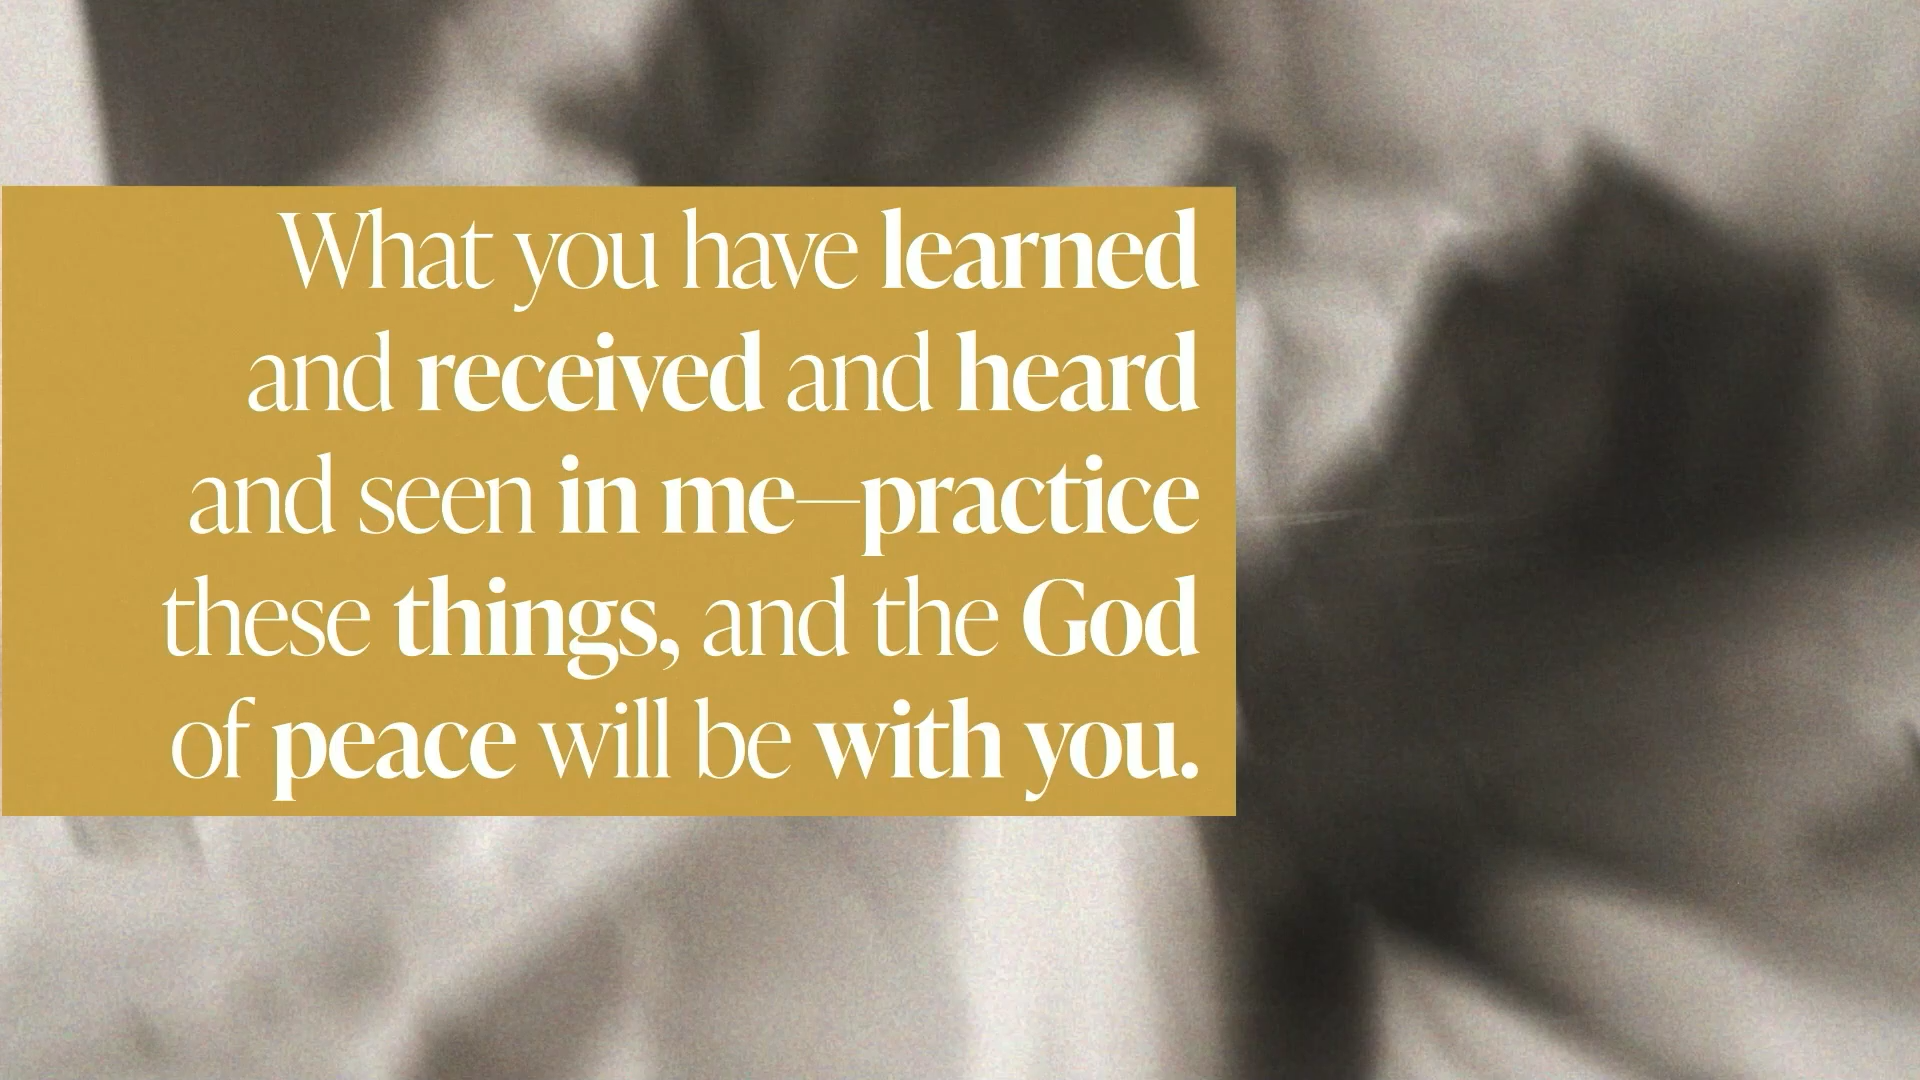 What you have learned
and received and heard
and seen in me—practice
these things, and the God
of peace will be with you.